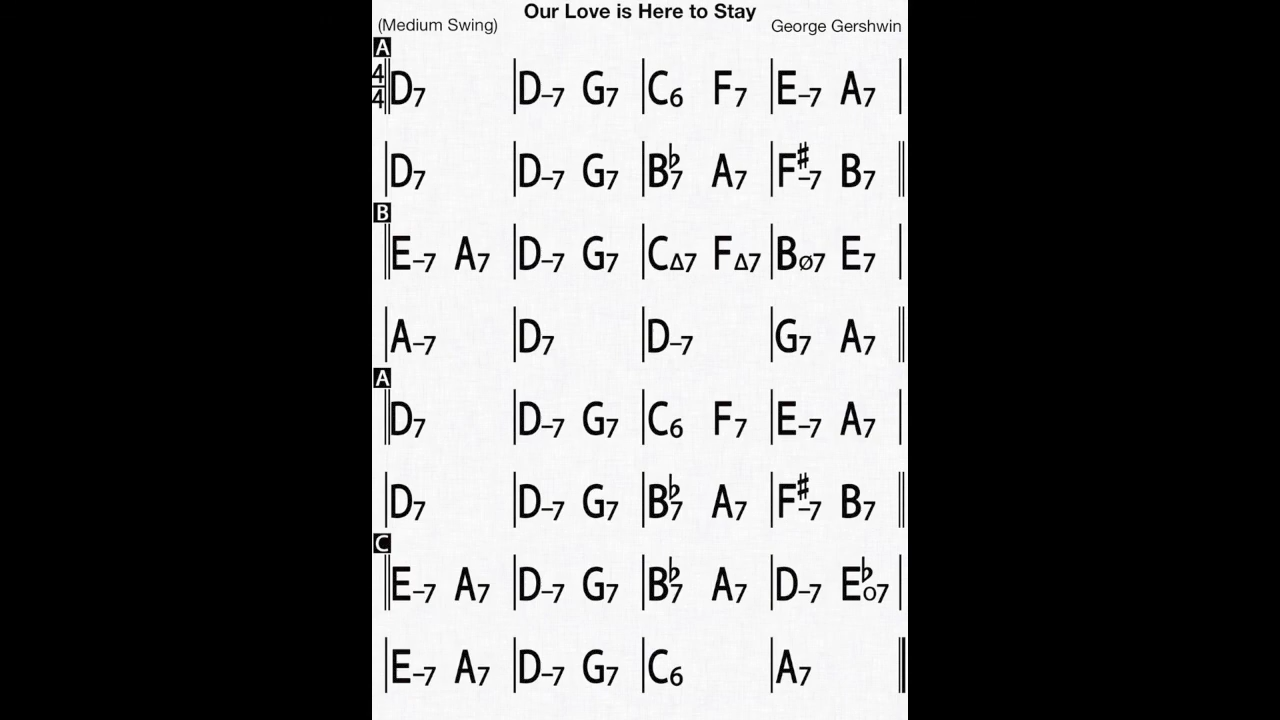 Our Love is Here to Stay
(Medium Swing) George Gershwin
A
4/4 D7 | D–7 G7 | C6 F7 | E–7 A7 |
| D7 | D–7 G7 | B♭7 A7 | F♯–7 B7 ||
B
|| E–7 A7 | D–7 G7 | C△7 F△7 | Bø7 E7 |
| A–7 | D7 | D–7 | G7 A7 ||
A
|| D7 | D–7 G7 | C6 F7 | E–7 A7 |
| D7 | D–7 G7 | B♭7 A7 | F♯–7 B7 ||
C
|| E–7 A7 | D–7 G7 | B♭7 A7 | D–7 E♭o7 |
| E–7 A7 | D–7 G7 | C6 | A7 ||